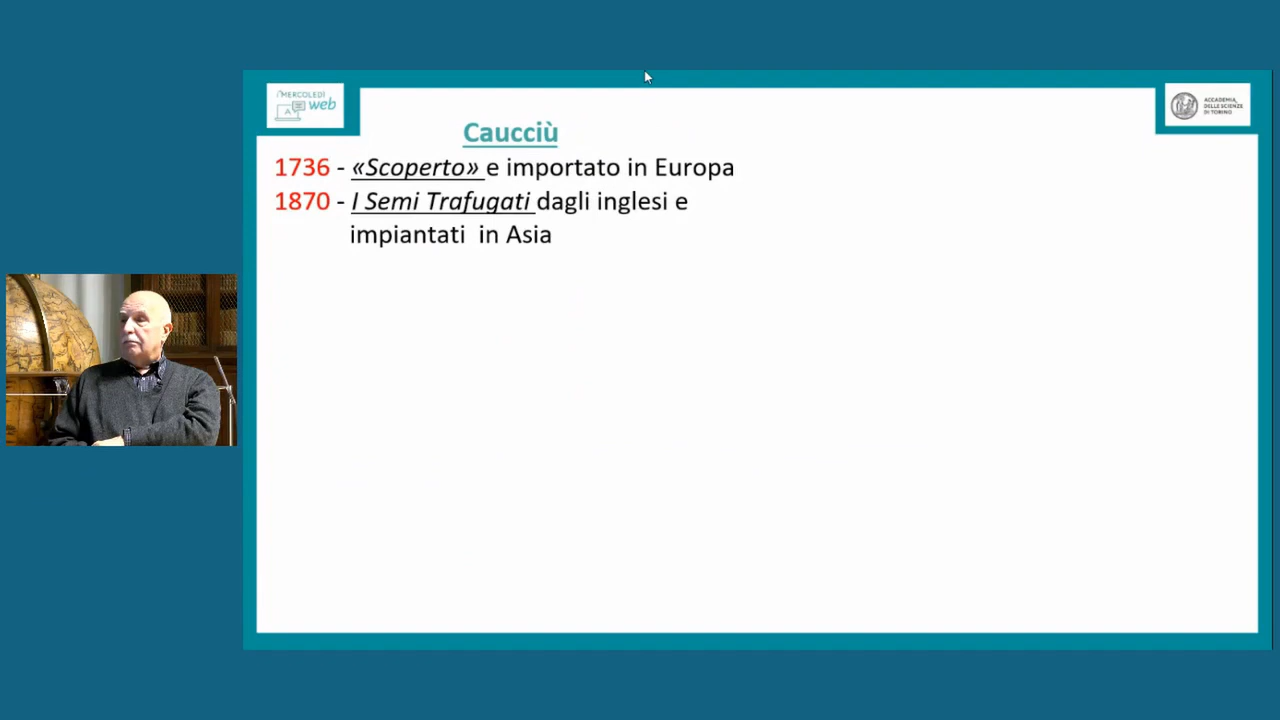 i MERCOLEDÌ
web
A
ACCADEMIA
DELLE SCIENZE
DI TORINO
Caucciù
1736 - «Scoperto» e importato in Europa
1870 - I Semi Trafugati dagli inglesi e
impiantati in Asia